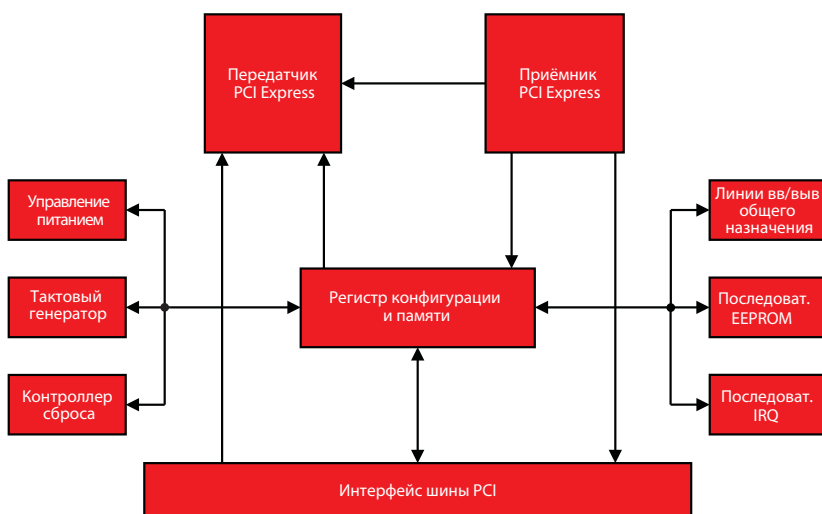 Передатчик
PCI Express
Приёмник
PCI Express
Управление
питанием
Линии вв/выв
общего
назначения
Тактовый
генератор
Регистр конфигурации
и памяти
Последоват.
EEPROM
Контроллер
сброса
Последоват.
IRQ
Интерфейс шины PCI